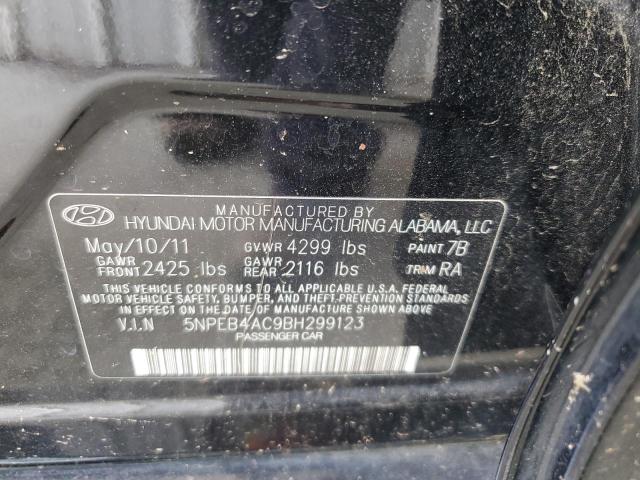 MANUFACTURED BY
HYUNDAI MOTOR MANUFACTURING ALABAMA, LLC
May/10/11 GVWR 4299 lbs PAINT 7B
GAWR FRONT 2425 lbs GAWR REAR 2116 lbs TRIM RA
THIS VEHICLE CONFORMS TO ALL APPLICABLE U.S.A. FEDERAL
MOTOR VEHICLE SAFETY, BUMPER, AND THEFT-PREVENTION STANDARDS
IN EFFECT ON THE DATE OF MANUFACTURE SHOWN ABOVE
V.I.N 5NPEB4AC9BH299123
PASSENGER CAR